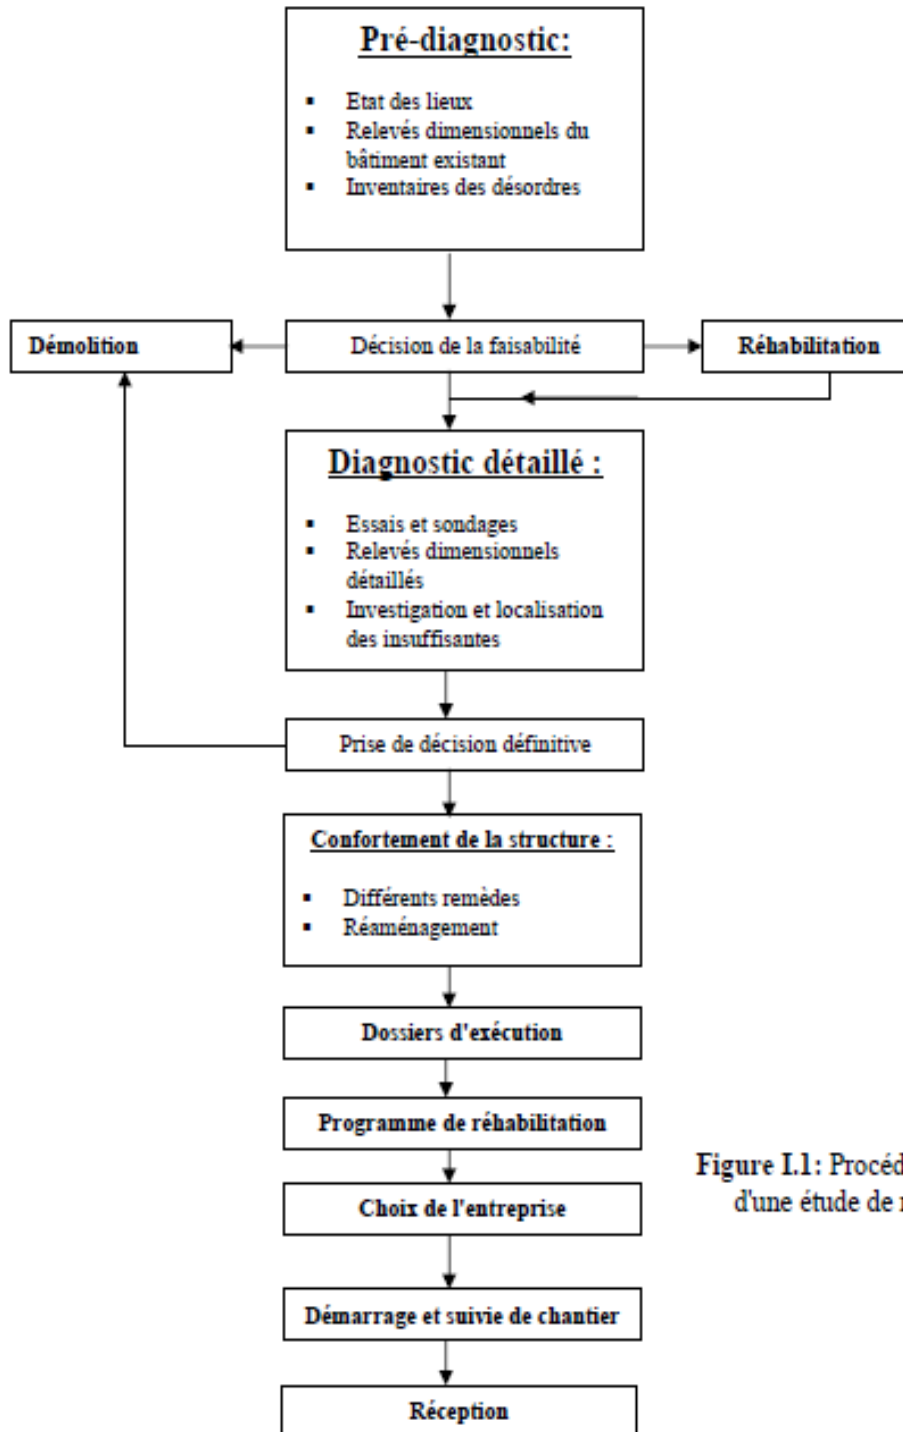 Pré-diagnostic:
▪ Etat des lieux
▪ Relevés dimensionnels du
bâtiment existant
▪ Inventaires des désordres
Démolition
Décision de la faisabilité
Réhabilitation
Diagnostic détaillé :
▪ Essais et sondages
▪ Relevés dimensionnels
détaillés
▪ Investigation et localisation
des insuffisantes
Prise de décision définitive
Confortement de la structure :
▪ Différents remèdes
▪ Réaménagement
Dossiers d'exécution
Programme de réhabilitation
Choix de l'entreprise
Figure I.1: Procéd
d'une étude de
Démarrage et suivie de chantier
Réception